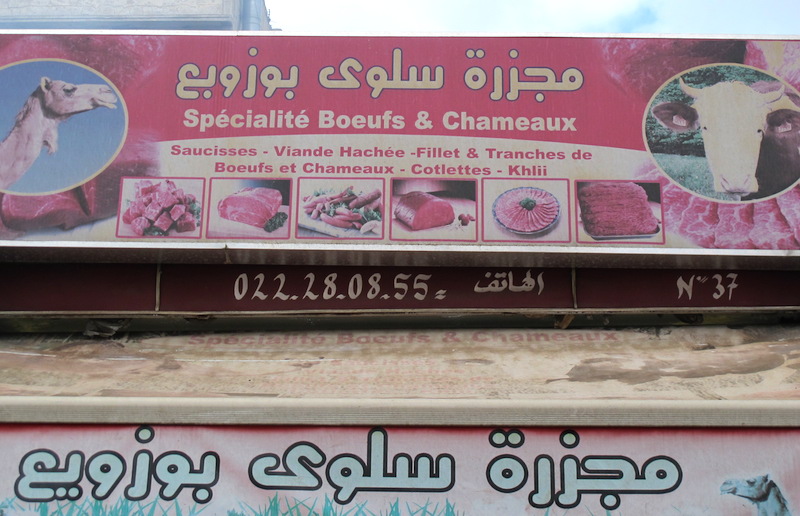 مجزرة سلوى بوزويع
Spécialité Boeufs & Chameaux
Saucisses - Viande Hachée -Fillet & Tranches de
Boeufs et Chameaux - Cotlettes - Khlii
022.28.08.55= الهاتف N° 37
Spécialité Boeufs & Chameaux
مجزرة سلوى بوزويع